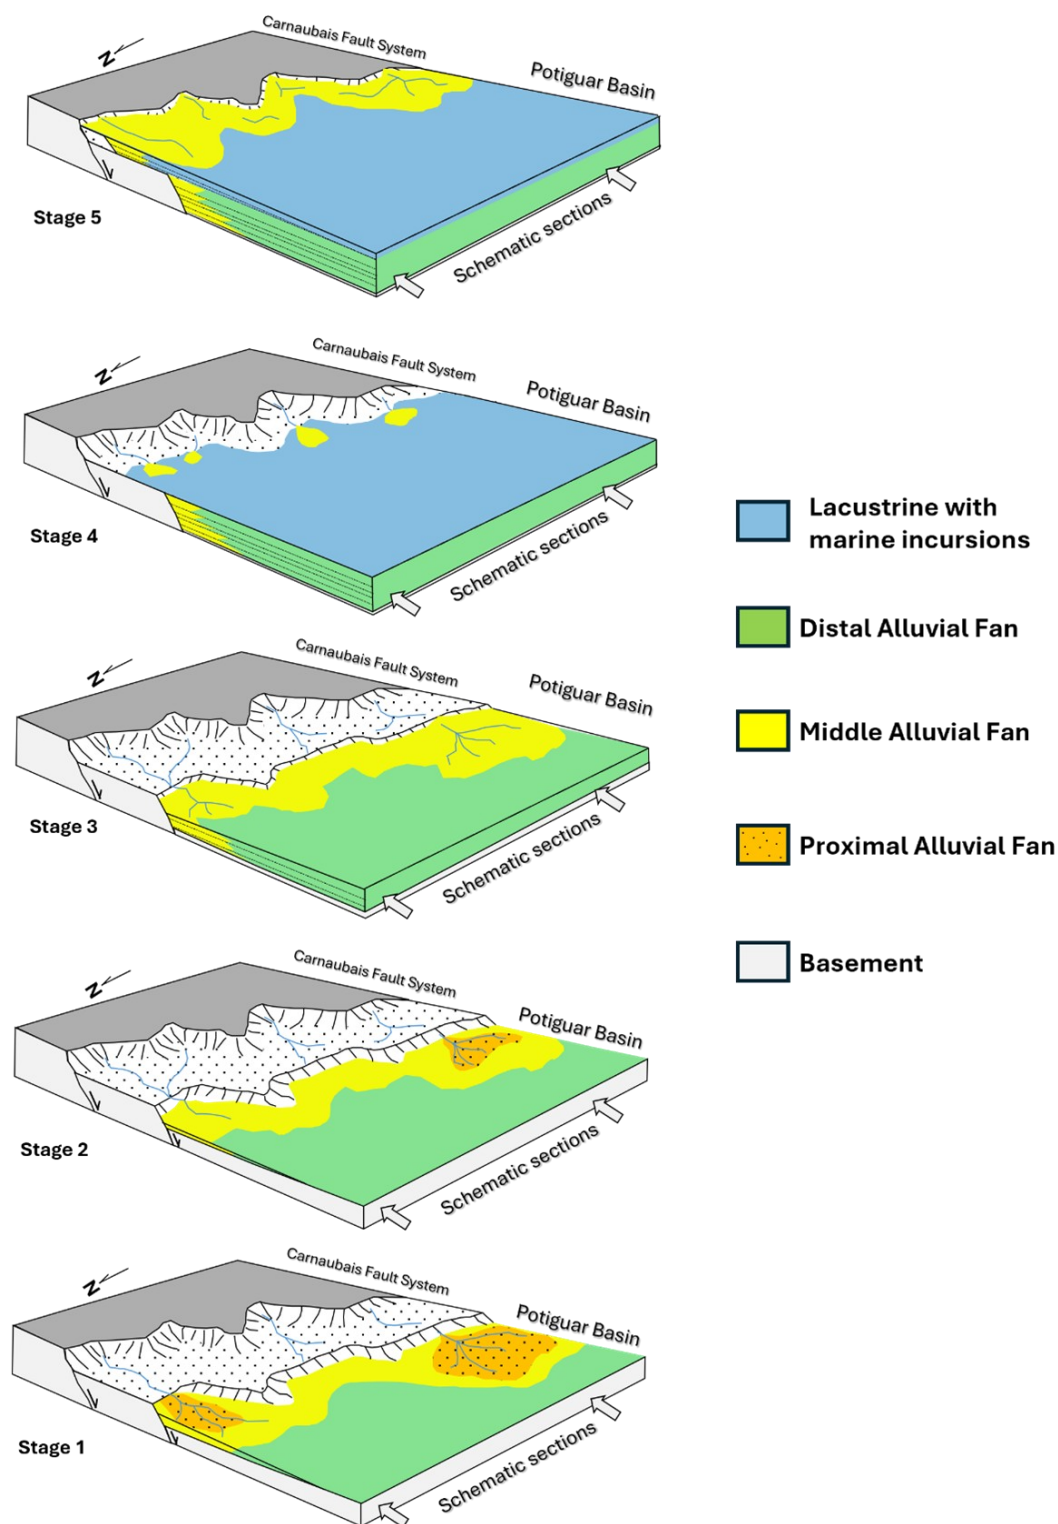 Carnaubais Fault System
N
Potiguar Basin
Stage 5
Schematic sections
Carnaubais Fault System
N
Potiguar Basin
Stage 4
Schematic sections
Carnaubais Fault System
N
Potiguar Basin
Stage 3
Schematic sections
Carnaubais Fault System
N
Potiguar Basin
Stage 2
Schematic sections
Carnaubais Fault System
N
Potiguar Basin
Stage 1
Schematic sections
Lacustrine with
marine incursions
Distal Alluvial Fan
Middle Alluvial Fan
Proximal Alluvial Fan
Basement